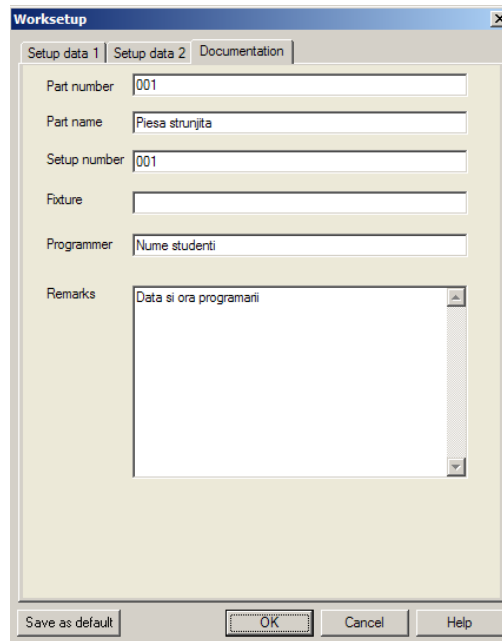 Worksetup
Setup data 1 Setup data 2 Documentation
Part number 001
Part name Piesa strunjita
Setup number 001
Fixture
Programmer Nume studenti
Remarks Data si ora programarii
Save as default OK Cancel Help